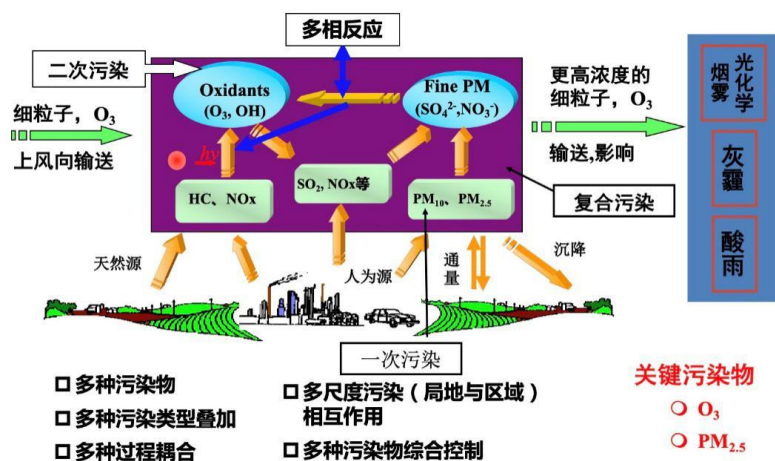 多相反应
二次污染
Oxidants
(O₃, OH)
Fine PM
(SO₄²⁻,NO₃⁻)
细粒子，O₃
上风向输送
更高浓度的
细粒子，O₃
输送,影响
hν
HC、NOx
SO₂, NOx等
PM₁₀、PM₂.₅
复合污染
光化学
烟雾
灰霾
酸雨
天然源
人为源
通量
沉降
一次污染
多种污染物
多种污染类型叠加
多种过程耦合
多尺度污染（局地与区域）
相互作用
多种污染物综合控制
关键污染物
O₃
PM₂.₅